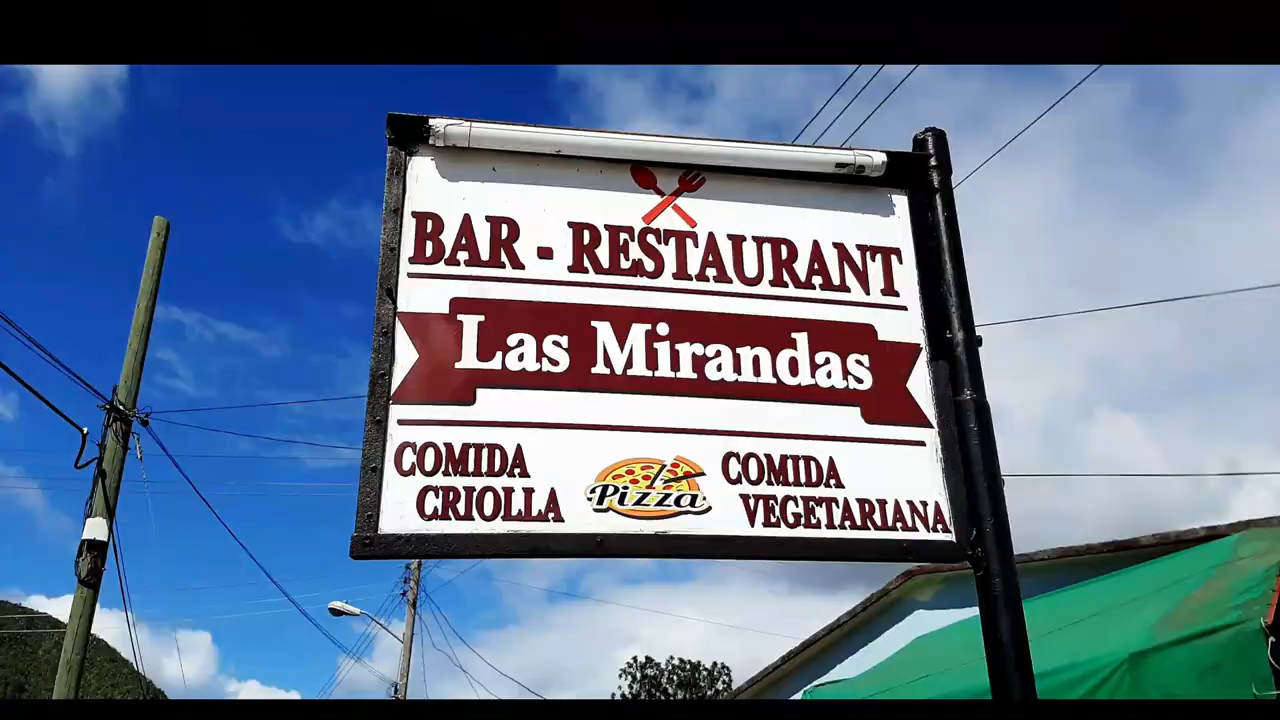 BAR - RESTAURANT
Las Mirandas
COMIDA
CRIOLLA
Pizza
COMIDA
VEGETARIANA